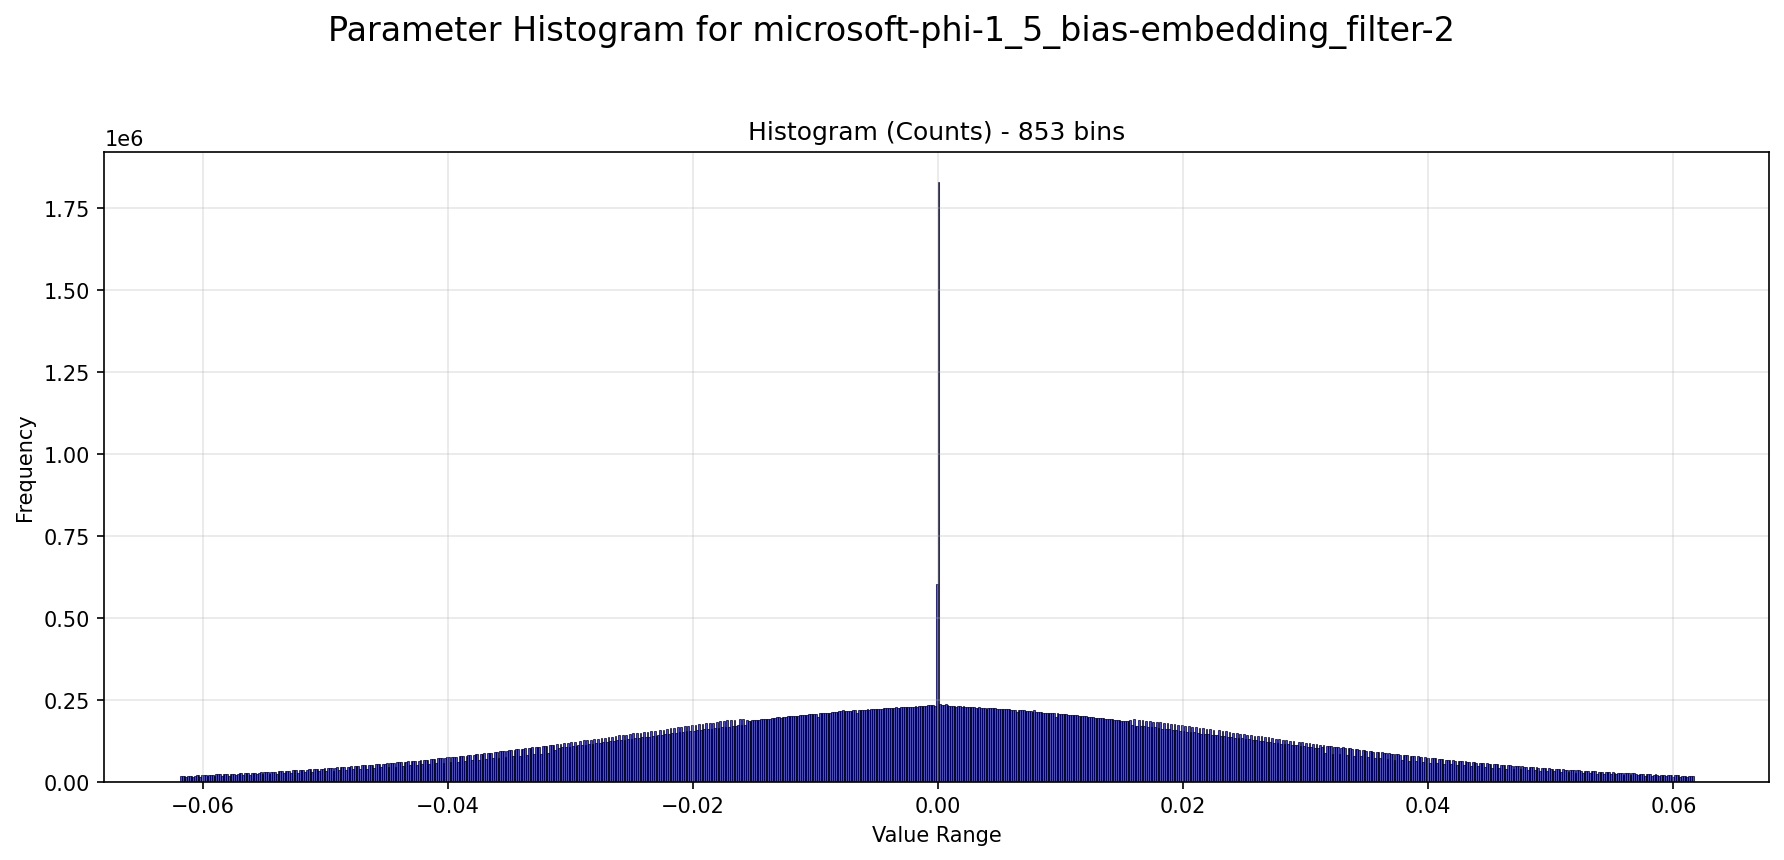 Parameter Histogram for microsoft-phi-1_5_bias-embedding_filter-2
Histogram (Counts) - 853 bins
1e6
1.75
1.50
1.25
1.00
0.75
0.50
0.25
0.00
Frequency
−0.06 −0.04 −0.02 0.00 0.02 0.04 0.06
Value Range